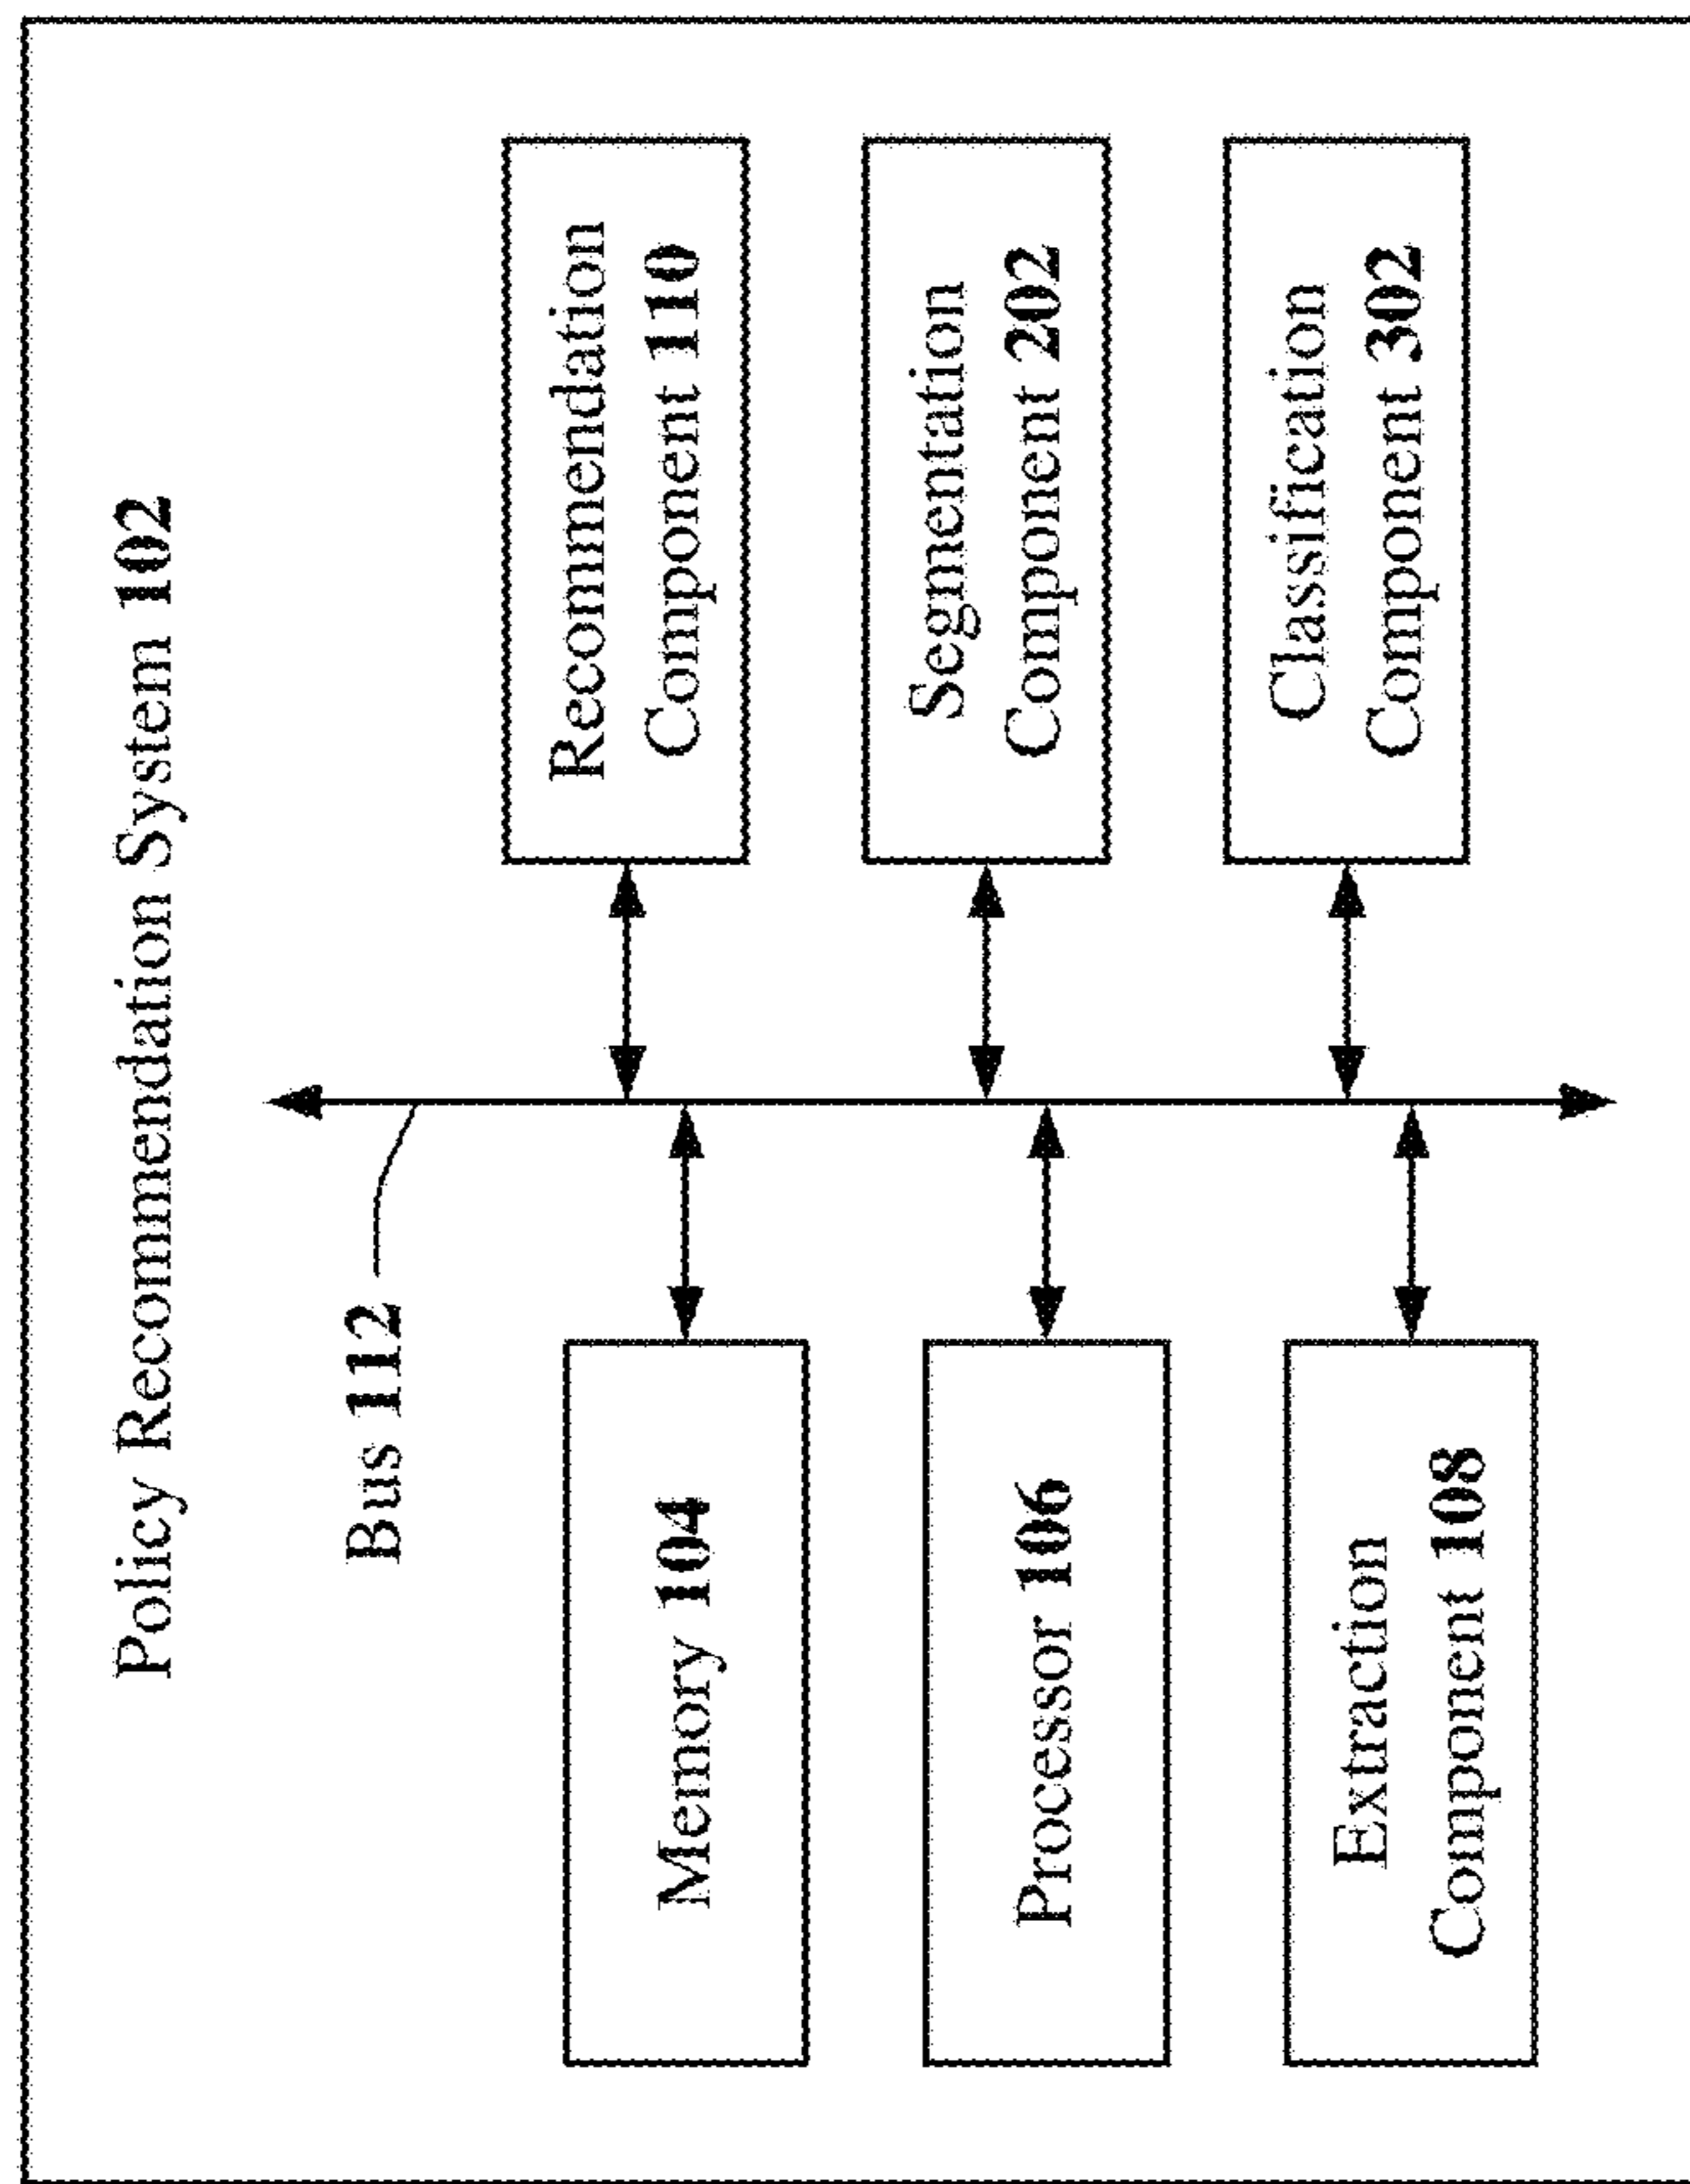 Policy Recommendation System 102
Bus 112
Memory 104
Processor 106
Extraction
Component 108
Recommendation
Component 110
Segmentation
Component 202
Classification
Component 302